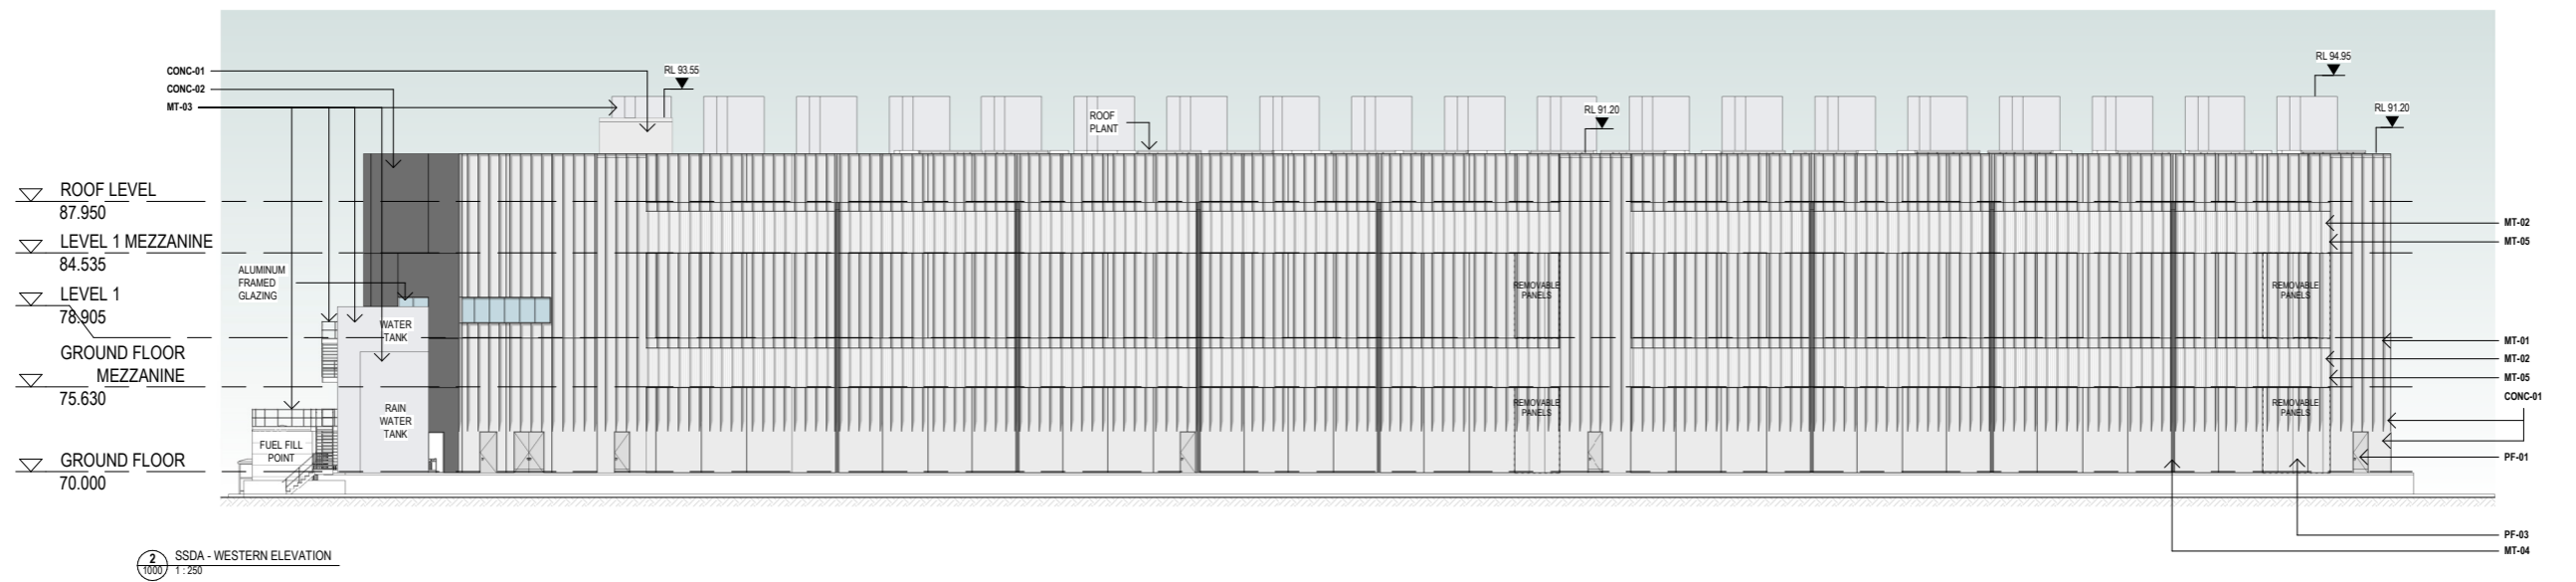 CONC-01
CONC-02
MT-03
RL 93.55
RL 94.95
ROOF
PLANT
RL 91.20
RL 91.20
ROOF LEVEL
87.950
LEVEL 1 MEZZANINE
84.535
LEVEL 1
78.905
GROUND FLOOR
MEZZANINE
75.630
GROUND FLOOR
70.000
ALUMINUM
FRAMED
GLAZING
WATER
TANK
RAIN
WATER
TANK
FUEL FILL
POINT
REMOVABLE
PANELS
REMOVABLE
PANELS
REMOVABLE
PANELS
REMOVABLE
PANELS
MT-02
MT-05
MT-01
MT-02
MT-05
CONC-01
PF-01
PF-03
MT-04
2
1000
SSDA - WESTERN ELEVATION
1 : 250